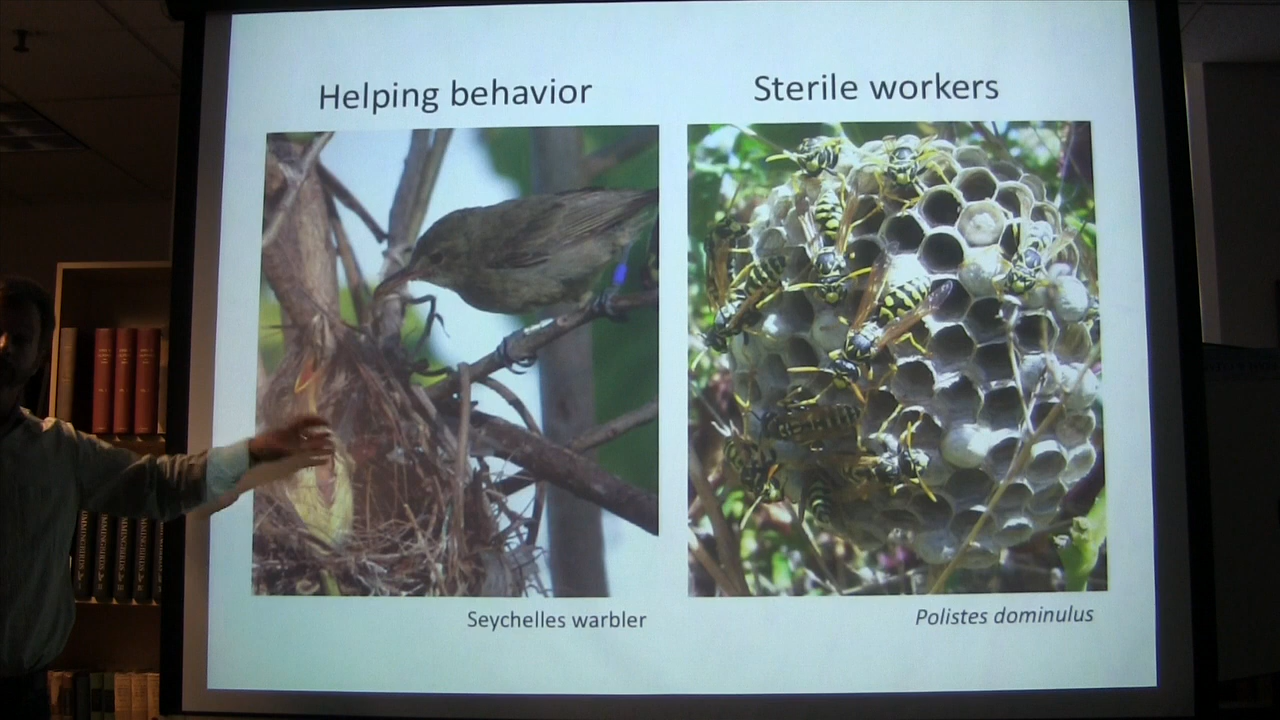 Helping behavior
Sterile workers
Seychelles warbler
Polistes dominulus